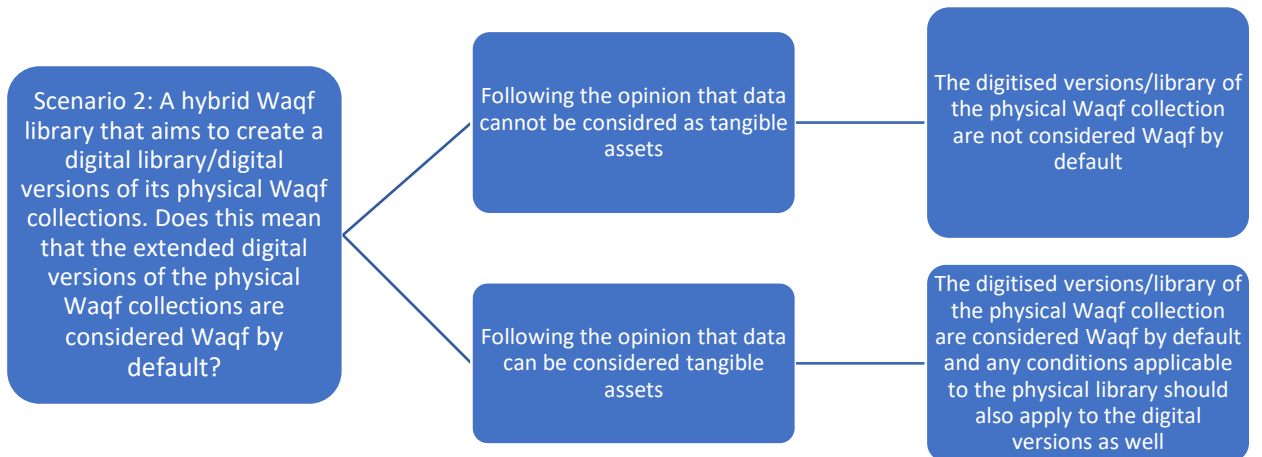 Scenario 2: A hybrid Waqf
library that aims to create a
digital library/digital
versions of its physical Waqf
collections. Does this mean
that the extended digital
versions of the physical
Waqf collections are
considered Waqf by
default?
Following the opinion that data
cannot be considred as tangible
assets
The digitised versions/library of
the physical Waqf collection
are not considered Waqf by
default
Following the opinion that data
can be considered tangible
assets
The digitised versions/library of
the physical Waqf collection
are considered Waqf by default
and any conditions applicable
to the physical library should
also apply to the digital
versions as well